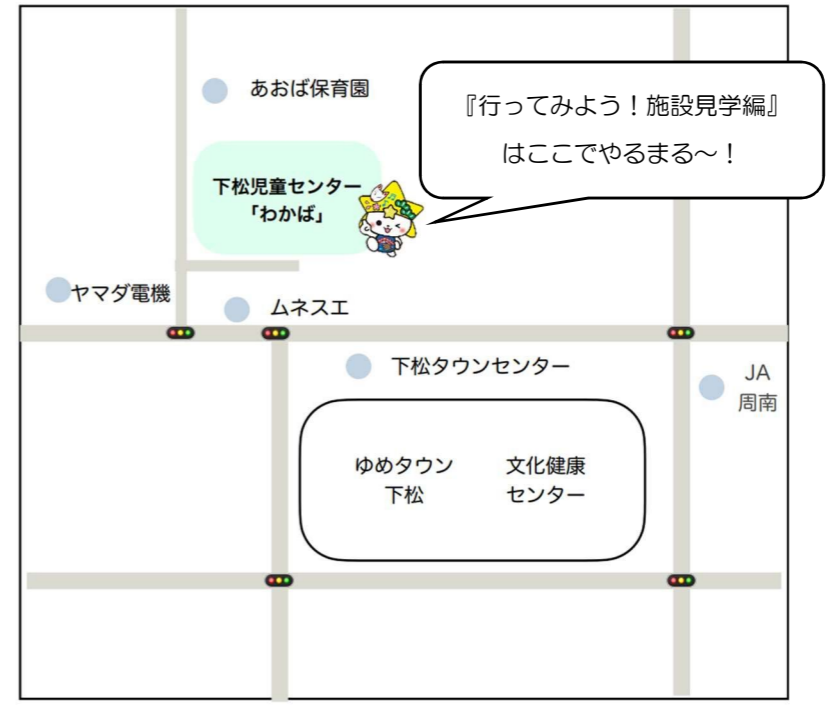 あおば保育園
『行ってみよう！施設見学編』
はここでやるまる～！
下松児童センター
「わかば」
ヤマダ電機
ムネスエ
下松タウンセンター
JA
周南
ゆめタウン
下松
文化健康
センター